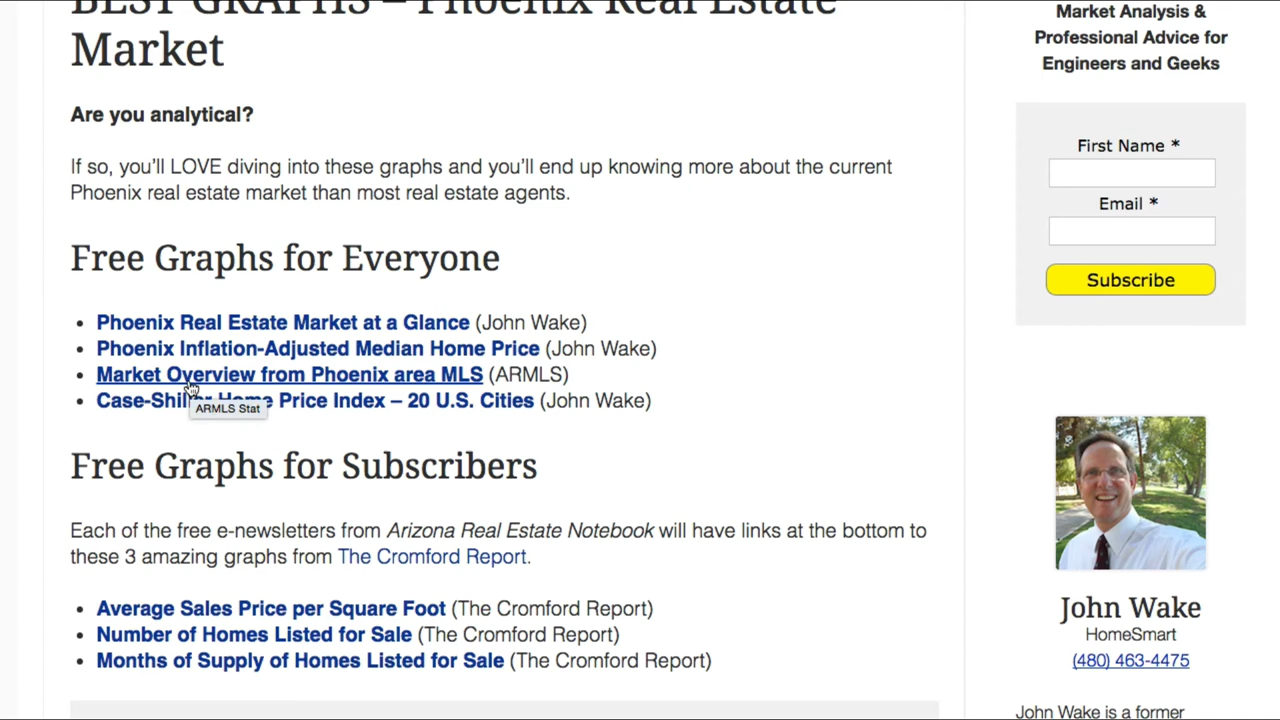 BEST GRAPHS – Phoenix Real Estate
Market
Are you analytical?
If so, you'll LOVE diving into these graphs and you'll end up knowing more about the current
Phoenix real estate market than most real estate agents.
Free Graphs for Everyone
• Phoenix Real Estate Market at a Glance (John Wake)
• Phoenix Inflation-Adjusted Median Home Price (John Wake)
• Market Overview from Phoenix area MLS (ARMLS)
• Case-Shiller Home Price Index – 20 U.S. Cities (John Wake)
ARMLS Stat
Free Graphs for Subscribers
Each of the free e-newsletters from Arizona Real Estate Notebook will have links at the bottom to
these 3 amazing graphs from The Cromford Report.
• Average Sales Price per Square Foot (The Cromford Report)
• Number of Homes Listed for Sale (The Cromford Report)
• Months of Supply of Homes Listed for Sale (The Cromford Report)
Market Analysis &
Professional Advice for
Engineers and Geeks
First Name *
Email *
Subscribe
John Wake
HomeSmart
(480) 463-4475
John Wake is a former